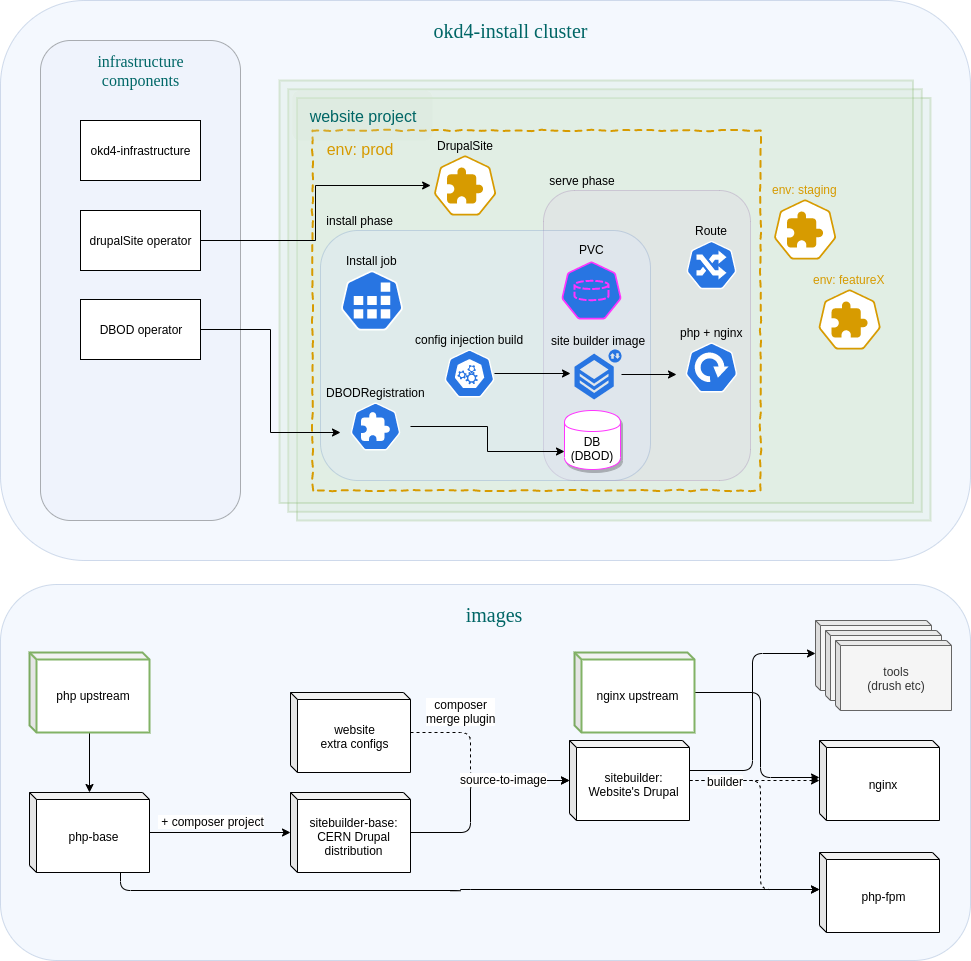 okd4-install cluster
infrastructure
components
okd4-infrastructure
drupalSite operator
DBOD operator
website project
env: prod
DrupalSite
serve phase
install phase
env: staging
env: featureX
Install job
PVC
Route
config injection build
site builder image
php + nginx
DBODRegistration
DB
(DBOD)
images
php upstream
website
extra configs
composer
merge plugin
nginx upstream
tools
(drush etc)
source-to-image
sitebuilder:
Website's Drupal
builder
nginx
php-base
+ composer project
sitebuilder-base:
CERN Drupal
distribution
php-fpm